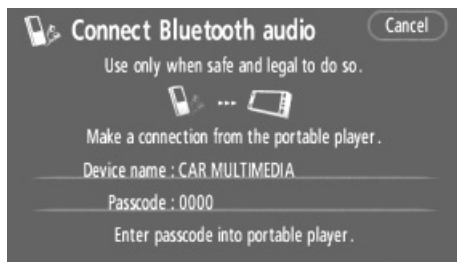 Connect Bluetooth audio
Cancel
Use only when safe and legal to do so.
Make a connection from the portable player.
Device name : CAR MULTIMEDIA
Passcode : 0000
Enter passcode into portable player.